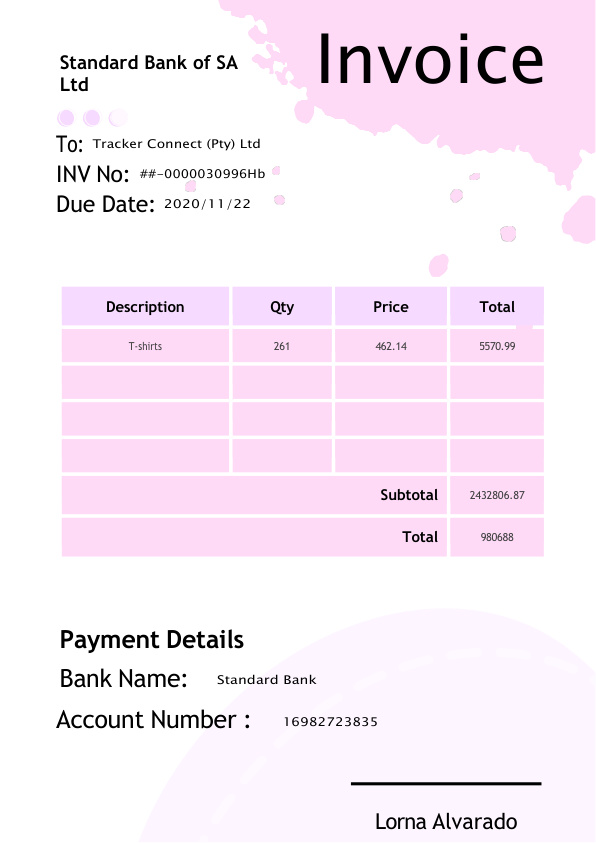 Invoice
Standard Bank of SA
Ltd
To: Tracker Connect (Pty) Ltd
INV No: ##-0000030996Hb
Due Date: 2020/11/22
Description Qty Price Total
T-shirts 261 462.14 5570.99
Subtotal 2432806.87
Total 980688
Payment Details
Bank Name: Standard Bank
Account Number : 16982723835
Lorna Alvarado